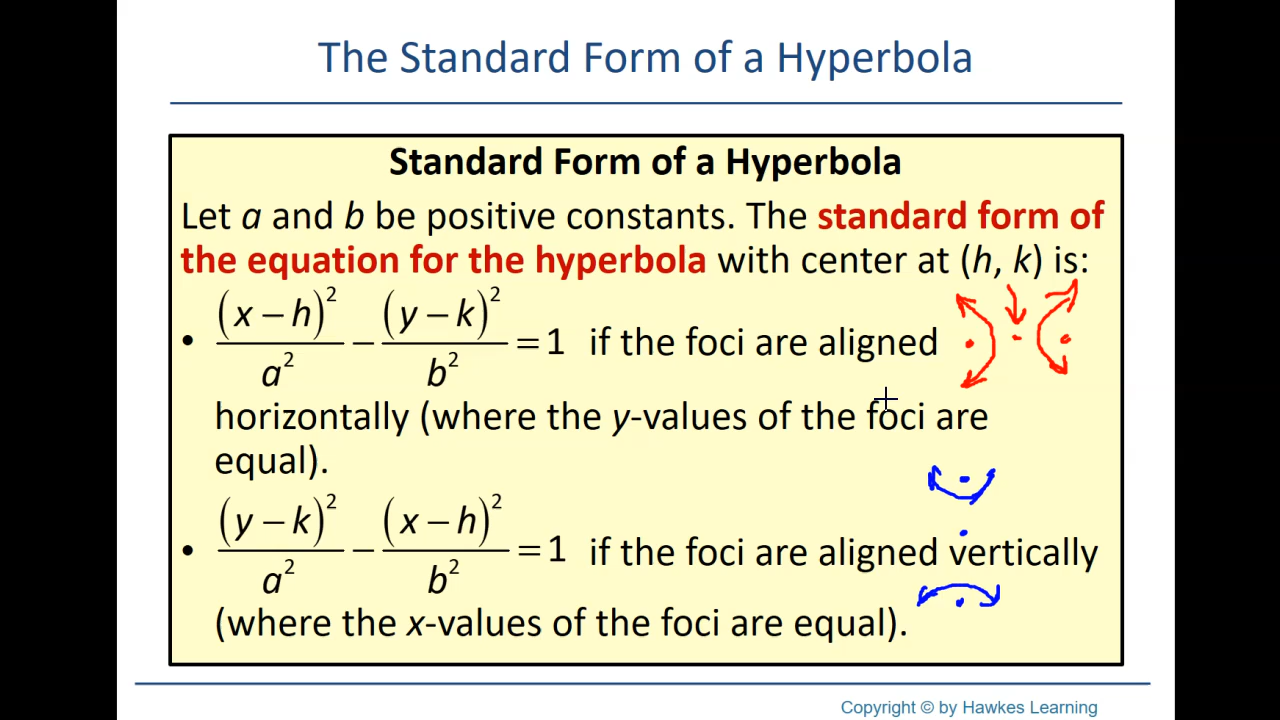 The Standard Form of a Hyperbola
Standard Form of a Hyperbola
Let a and b be positive constants. The standard form of
the equation for the hyperbola with center at (h, k) is:
• (x – h)²/a² – (y – k)²/b² = 1 if the foci are aligned
horizontally (where the y-values of the foci are
equal).
• (y – k)²/a² – (x – h)²/b² = 1 if the foci are aligned vertically
(where the x-values of the foci are equal).
Copyright © by Hawkes Learning